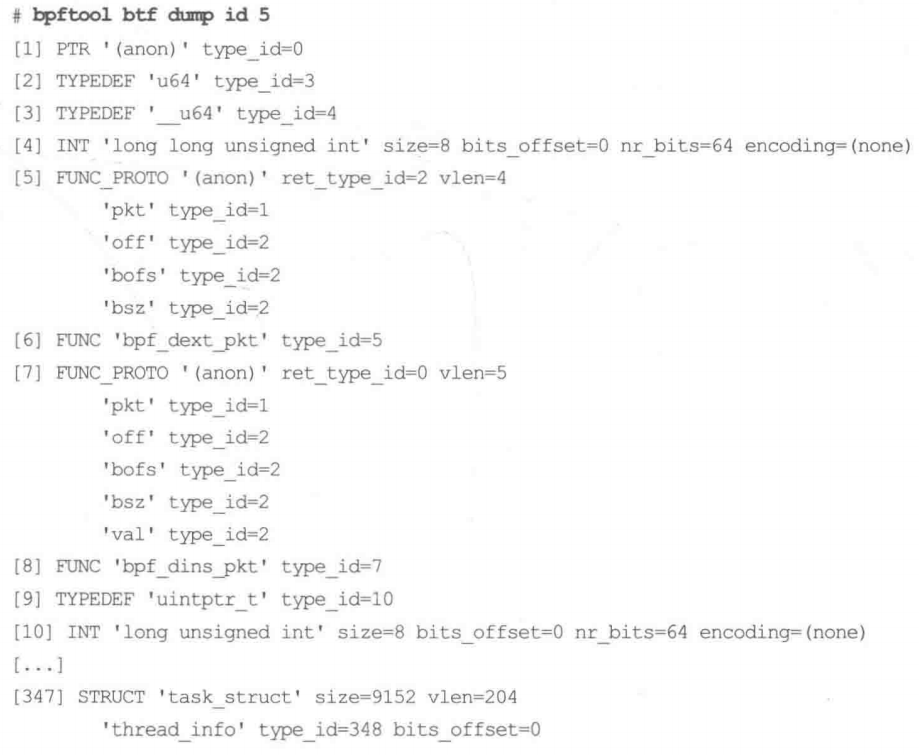 # bpftool btf dump id 5
[1] PTR '(anon)' type_id=0
[2] TYPEDEF 'u64' type_id=3
[3] TYPEDEF '__u64' type_id=4
[4] INT 'long long unsigned int' size=8 bits_offset=0 nr_bits=64 encoding=(none)
[5] FUNC_PROTO '(anon)' ret_type_id=2 vlen=4
'pkt' type_id=1
'off' type_id=2
'bofs' type_id=2
'bsz' type_id=2
[6] FUNC 'bpf_dext_pkt' type_id=5
[7] FUNC_PROTO '(anon)' ret_type_id=0 vlen=5
'pkt' type_id=1
'off' type_id=2
'bofs' type_id=2
'bsz' type_id=2
'val' type_id=2
[8] FUNC 'bpf_dins_pkt' type_id=7
[9] TYPEDEF 'uintptr_t' type_id=10
[10] INT 'long unsigned int' size=8 bits_offset=0 nr_bits=64 encoding=(none)
[...]
[347] STRUCT 'task_struct' size=9152 vlen=204
'thread_info' type_id=348 bits_offset=0